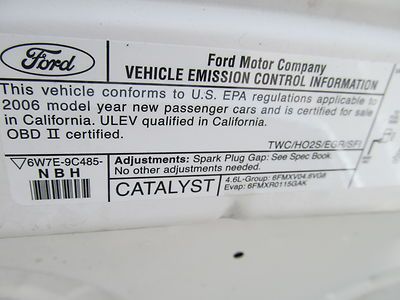 Ford
Ford Motor Company
VEHICLE EMISSION CONTROL INFORMATION
This vehicle conforms to U.S. EPA regulations applicable to
2006 model year new passenger cars and is certified for sale
in California. ULEV qualified in California.
OBD II certified.
TWC/HO2S/EGR/SFI
6W7E-9C485-
NBH
Adjustments: Spark Plug Gap: See Spec Book.
No other adjustments needed.
CATALYST
4.6L-Group: 6FMXV04.6VG8
Evap: 6FMXR0115GAK